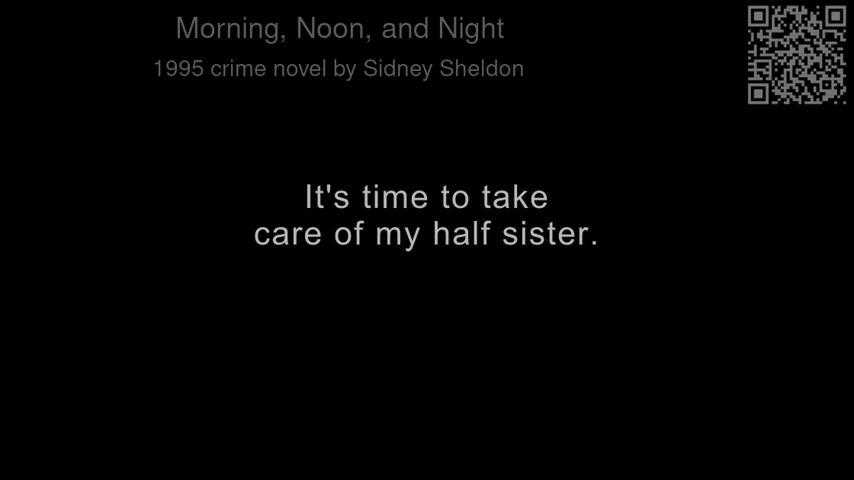 Morning, Noon, and Night
1995 crime novel by Sidney Sheldon
It's time to take
care of my half sister.